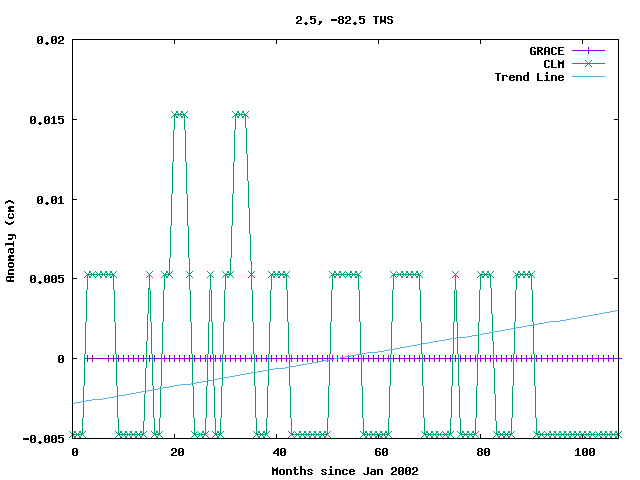 2.5, -82.5 TWS
GRACE
CLM
Trend Line
0.02
0.015
0.01
0.005
0
-0.005
Anomaly (cm)
0 20 40 60 80 100
Months since Jan 2002